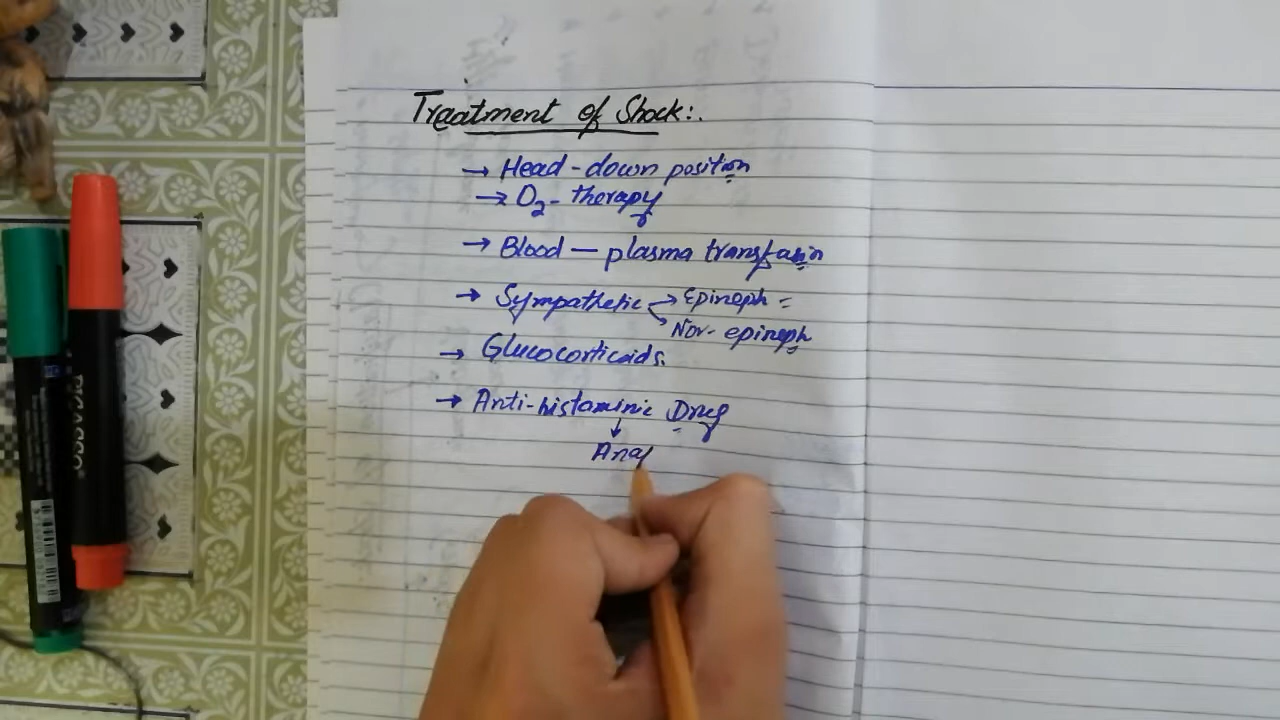 Treatment of Shock:.
→ Head-down position
→ O2- therapy
→ Blood — plasma transfusion
→ Sympathetic → Epineph =
→ Nor- epineph
→ Glucocorticoids.
→ Anti-histaminic Drug
↓
Ana
PICASSO